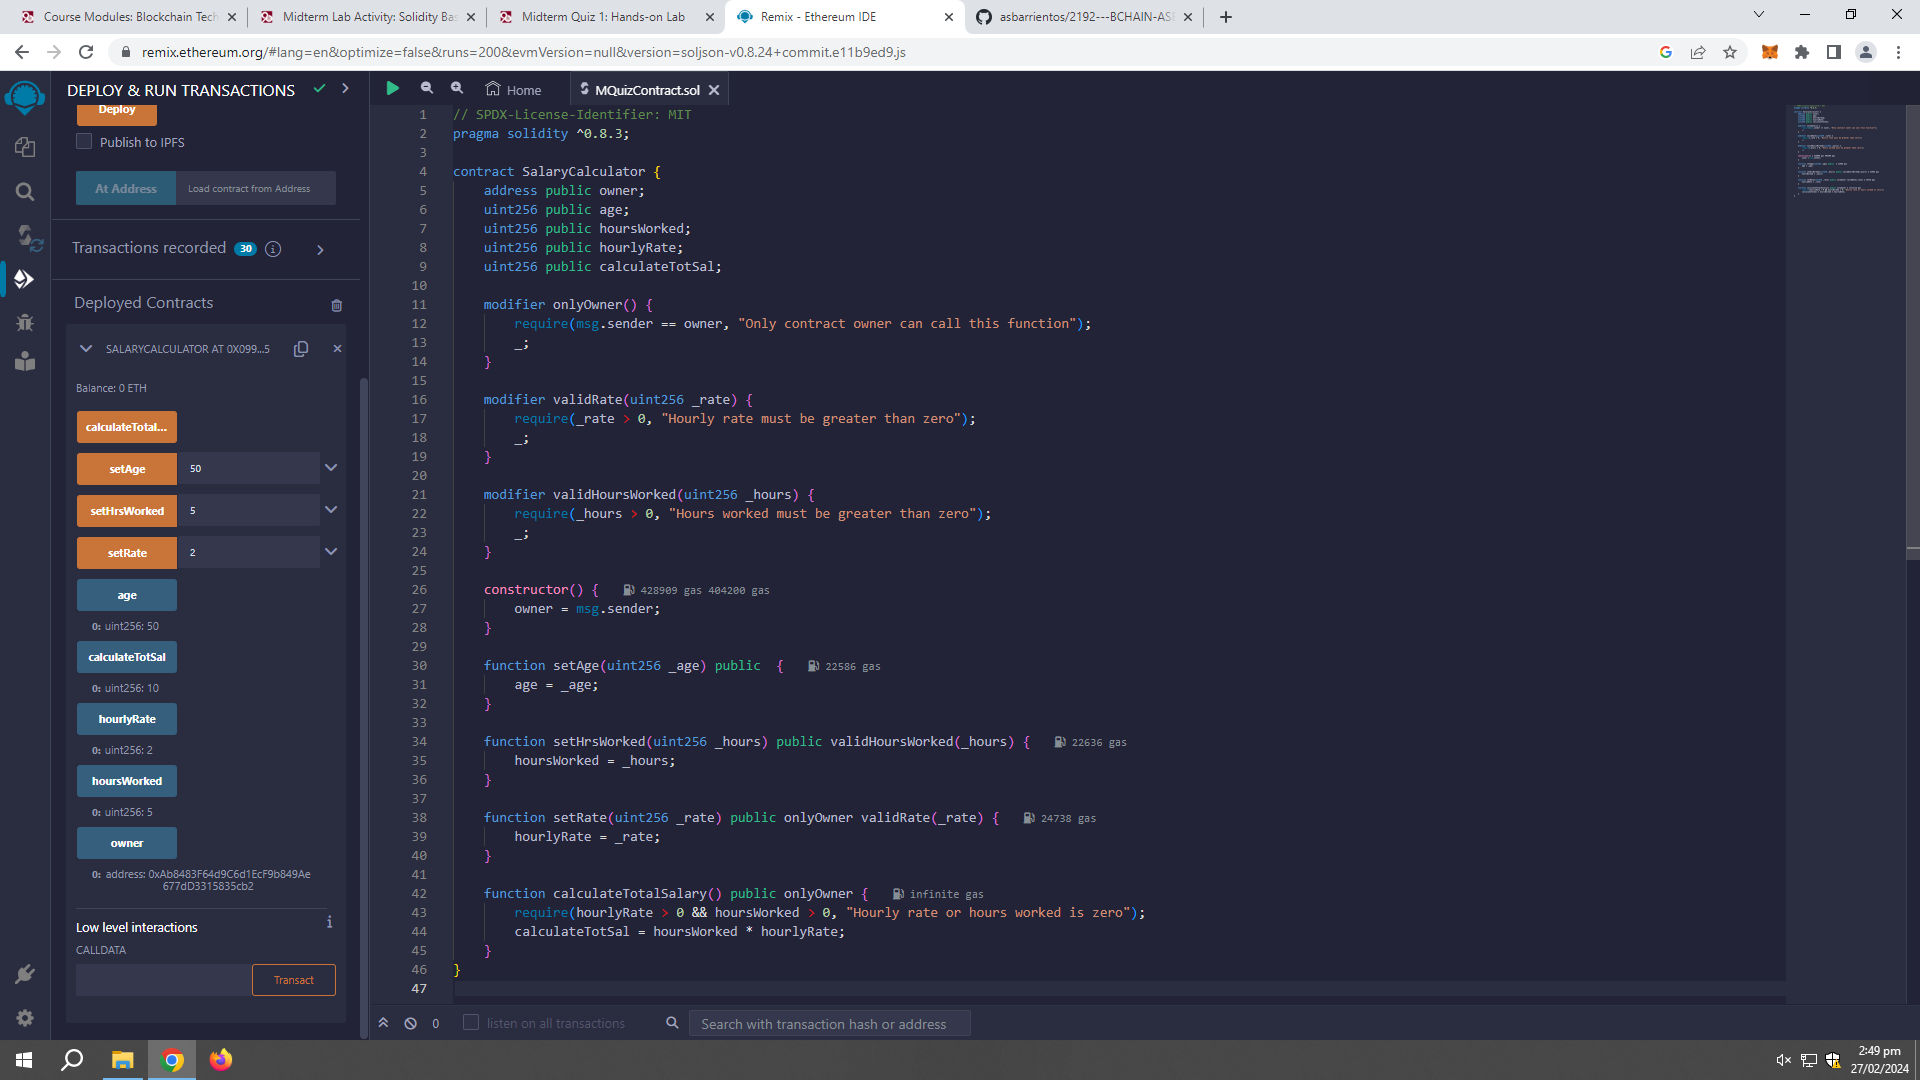 Course Modules: Blockchain Tech
Midterm Lab Activity: Solidity Bas
Midterm Quiz 1: Hands-on Lab
Remix - Ethereum IDE
asbarrientos/2192---BCHAIN-ASE
remix.ethereum.org/#lang=en&optimize=false&runs=200&evmVersion=null&version=soljson-v0.8.24+commit.e11b9ed9.js
DEPLOY & RUN TRANSACTIONS
Home
MQuizContract.sol
Deploy
Publish to IPFS
At Address
Load contract from Address
Transactions recorded 30
Deployed Contracts
SALARYCALCULATOR AT 0X099...5
Balance: 0 ETH
calculateTotal...
setAge 50
setHrsWorked 5
setRate 2
age
0: uint256: 50
calculateTotSal
0: uint256: 10
hourlyRate
0: uint256: 2
hoursWorked
0: uint256: 5
owner
0: address: 0xAb8483F64d9C6d1EcF9b849Ae
677dD3315835cb2
Low level interactions
CALLDATA
Transact
1 // SPDX-License-Identifier: MIT
2 pragma solidity ^0.8.3;
3
4 contract SalaryCalculator {
5 address public owner;
6 uint256 public age;
7 uint256 public hoursWorked;
8 uint256 public hourlyRate;
9 uint256 public calculateTotSal;
10
11 modifier onlyOwner() {
12 require(msg.sender == owner, "Only contract owner can call this function");
13 _;
14 }
15
16 modifier validRate(uint256 _rate) {
17 require(_rate > 0, "Hourly rate must be greater than zero");
18 _;
19 }
20
21 modifier validHoursWorked(uint256 _hours) {
22 require(_hours > 0, "Hours worked must be greater than zero");
23 _;
24 }
25
26 constructor() { 428909 gas 404200 gas
27 owner = msg.sender;
28 }
29
30 function setAge(uint256 _age) public { 22586 gas
31 age = _age;
32 }
33
34 function setHrsWorked(uint256 _hours) public validHoursWorked(_hours) { 22636 gas
35 hoursWorked = _hours;
36 }
37
38 function setRate(uint256 _rate) public onlyOwner validRate(_rate) { 24738 gas
39 hourlyRate = _rate;
40 }
41
42 function calculateTotalSalary() public onlyOwner { infinite gas
43 require(hourlyRate > 0 && hoursWorked > 0, "Hourly rate or hours worked is zero");
44 calculateTotSal = hoursWorked * hourlyRate;
45 }
46 }
47
0
listen on all transactions
Search with transaction hash or address
2:49 pm
27/02/2024